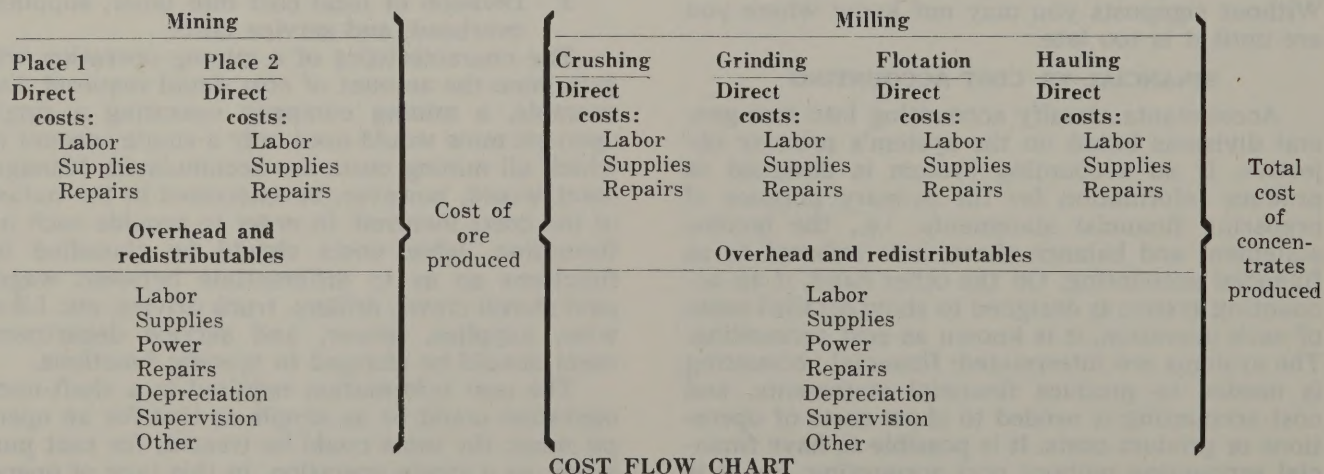 Mining
Place 1 Place 2
Direct Direct
costs: costs:
Labor Labor
Supplies Supplies
Repairs Repairs
Overhead and
redistributables
Labor
Supplies
Power
Repairs
Depreciation
Supervision
Other
Cost of
ore
produced
Milling
Crushing Grinding Flotation Hauling
Direct Direct Direct Direct
costs: costs: costs: costs:
Labor Labor Labor Labor
Supplies Supplies Supplies Supplies
Repairs Repairs Repairs Repairs
Overhead and redistributables
Labor
Supplies
Power
Repairs
Depreciation
Supervision
Other
Total
cost
of
concen-
trates
produced
COST FLOW CHART